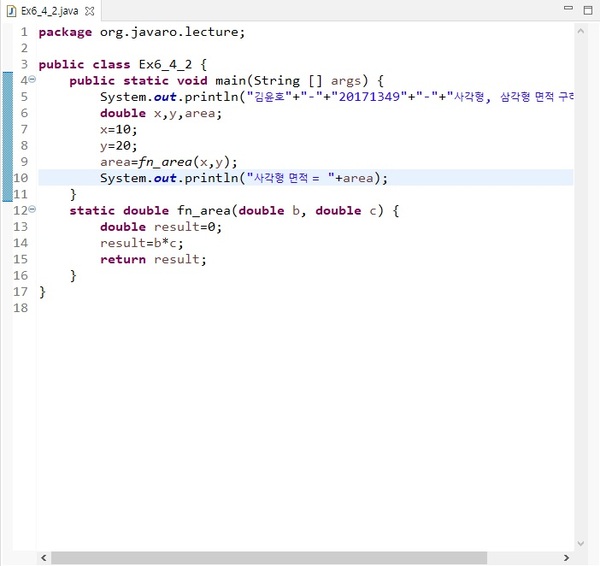 Ex6_4_2.java
1 package org.javaro.lecture;
2
3 public class Ex6_4_2 {
4 public static void main(String [] args) {
5 System.out.println("김윤호"+"-"+"20171349"+"-"+"사각형, 삼각형 면적 구하
6 double x,y,area;
7 x=10;
8 y=20;
9 area=fn_area(x,y);
10 System.out.println("사각형 면적 = "+area);
11 }
12 static double fn_area(double b, double c) {
13 double result=0;
14 result=b*c;
15 return result;
16 }
17 }
18